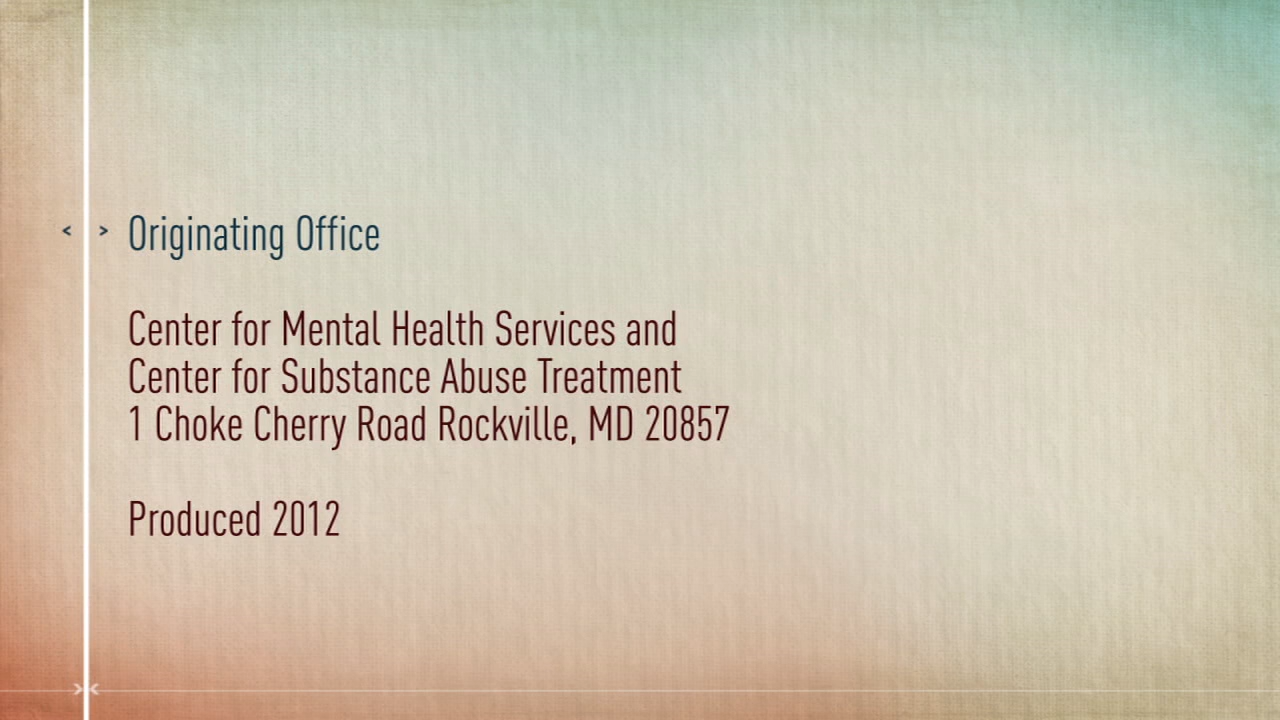 < > Originating Office
Center for Mental Health Services and
Center for Substance Abuse Treatment
1 Choke Cherry Road Rockville, MD 20857
Produced 2012